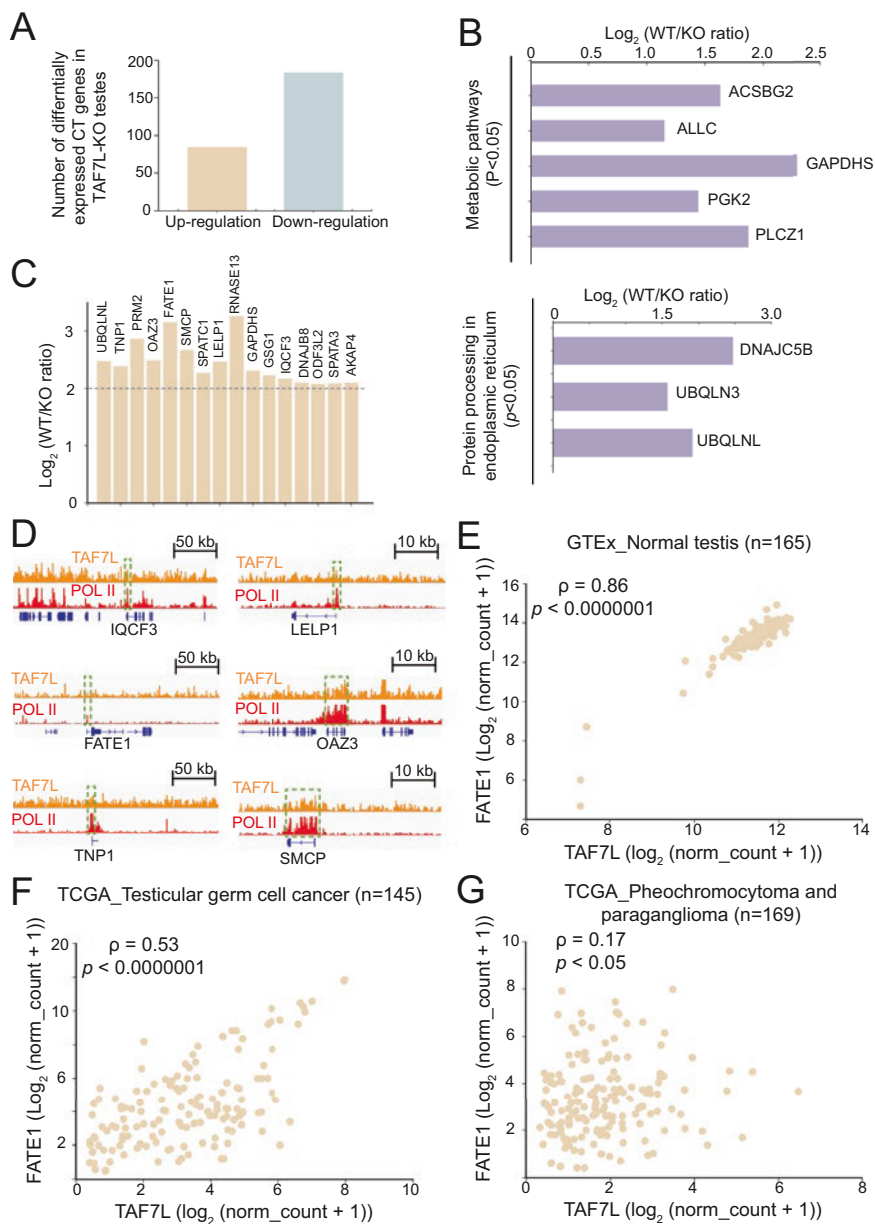 A
Number of differntially
expressed CT genes in
TAF7L-KO testes
200
150
100
50
0
Up-regulation
Down-regulation
B
Log2 (WT/KO ratio)
0
0.5
1.0
1.5
2.0
2.5
Metabolic pathways
(P<0.05)
ACSBG2
ALLC
GAPDHS
PGK2
PLCZ1
Log2 (WT/KO ratio)
0
.9
1.5
3.0
Protein processing in
endoplasmic reticulum
(p<0.05)
DNAJC5B
UBQLN3
UBQLNL
C
Log2 (WT/KO ratio)
3
2
2
0
UBQLNL
TNP1
PRM2
OAZ3
FATE1
SMCP
SPATC1
LELP1
RNASE13
GAPDHS
GSG1
IQCF3
DNAJB8
ODF3L2
SPATA3
AKAP4
D
50 kb
TAF7L
POL II
IQCF3
10 kb
TAF7L
POL II
LELP1
50 kb
TAF7L
POL II
FATE1
10 kb
TAF7L
POL II
OAZ3
50 kb
TAF7L
POL II
TNP1
10 kb
TAF7L
POL II
SMCP
E
GTEx_Normal testis (n=165)
ρ = 0.86
p < 0.0000001
FATE1 (Log2 (norm_count + 1))
16
14
12
10
8
6
4
6
8
10
12
14
TAF7L (log2 (norm_count + 1))
F
TCGA_Testicular germ cell cancer (n=145)
ρ = 0.53
p < 0.0000001
FATE1 (Log2 (norm_count + 1))
20
10
6
2
0
2
4
6
8
10
TAF7L (log2 (norm_count + 1))
G
TCGA_Pheochromocytoma and
paraganglioma (n=169)
ρ = 0.17
p < 0.05
FATE1 (Log2 (norm_count + 1))
10
8
6
4
2
0
0
2
4
6
8
TAF7L (log2 (norm_count + 1))